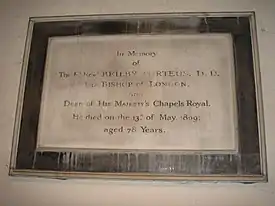 In Memory
of
The BEILBY PORTEUS, D. D.
BISHOP of LONDON,
and
Dean of His Majesty's Chapels Royal.
He died on the 13th of May, 1809;
aged 78 Years.